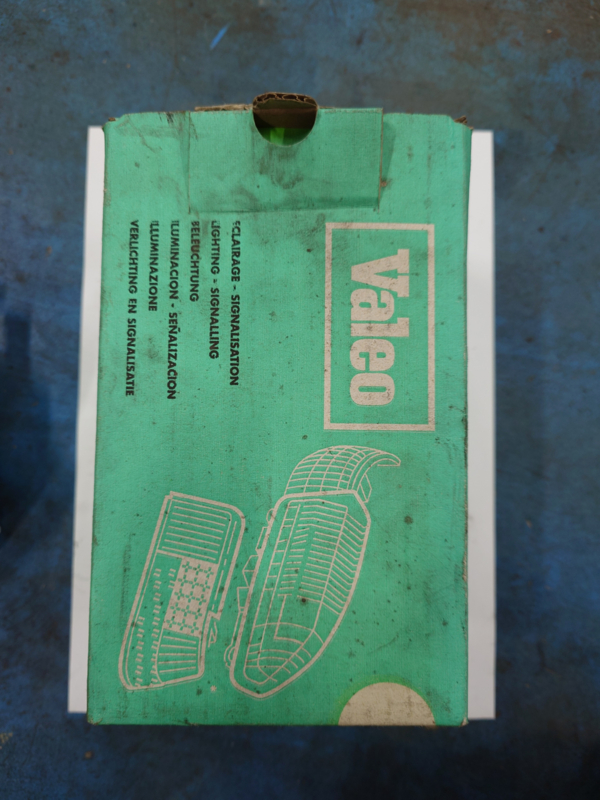 Valeo
ECLAIRAGE - SIGNALISATION
LIGHTING - SIGNALLING
BELEUCHTUNG
ILUMINACION - SEÑALIZACION
ILLUMINAZIONE
VERLICHTING EN SIGNALISATIE